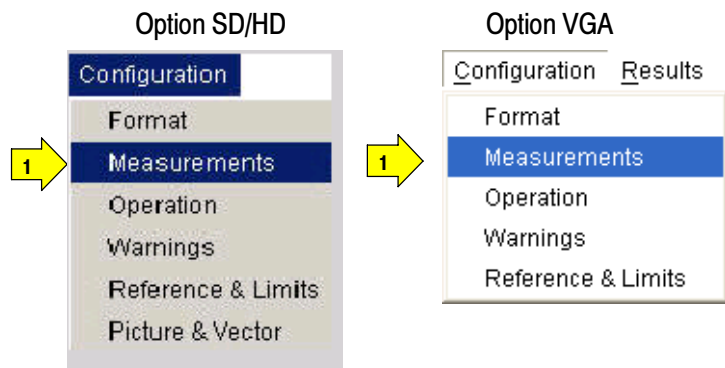 Option SD/HD
Configuration
Format
1
Measurements
Operation
Warnings
Reference & Limits
Picture & Vector
Option VGA
Configuration Results
Format
1
Measurements
Operation
Warnings
Reference & Limits